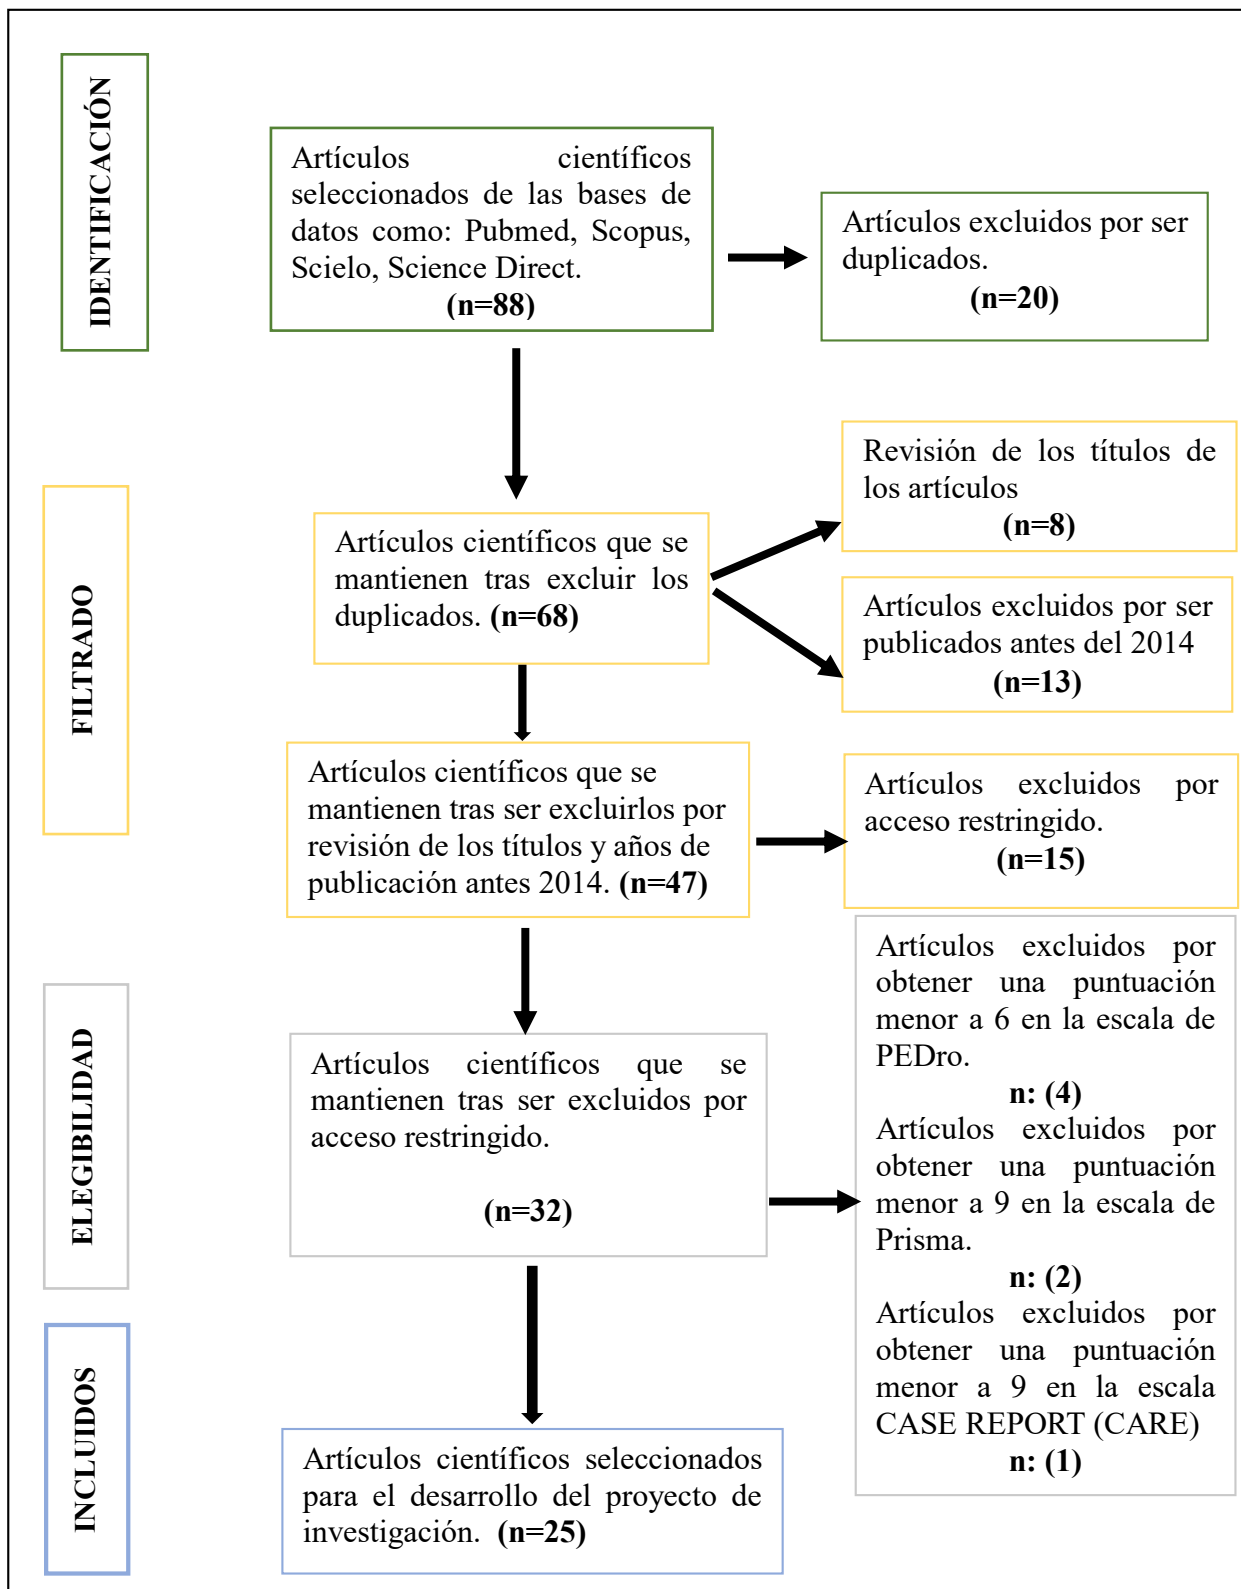 IDENTIFICACIÓN
Artículos científicos
seleccionados de las bases de
datos como: Pubmed, Scopus,
Scielo, Science Direct.
(n=88)
Artículos excluidos por ser
duplicados.
(n=20)
FILTRADO
Artículos científicos que se
mantienen tras excluir los
duplicados. (n=68)
Revisión de los títulos de
los artículos
(n=8)
Artículos excluidos por ser
publicados antes del 2014
(n=13)
Artículos científicos que se
mantienen tras ser excluirlos por
revisión de los títulos y años de
publicación antes 2014. (n=47)
Artículos excluidos por
acceso restringido.
(n=15)
ELEGIBILIDAD
Artículos científicos que se
mantienen tras ser excluidos por
acceso restringido.
(n=32)
Artículos excluidos por
obtener una puntuación
menor a 6 en la escala de
PEDro.
n: (4)
Artículos excluidos por
obtener una puntuación
menor a 9 en la escala de
Prisma.
n: (2)
Artículos excluidos por
obtener una puntuación
menor a 9 en la escala
CASE REPORT (CARE)
n: (1)
INCLUIDOS
Artículos científicos seleccionados
para el desarrollo del proyecto de
investigación. (n=25)